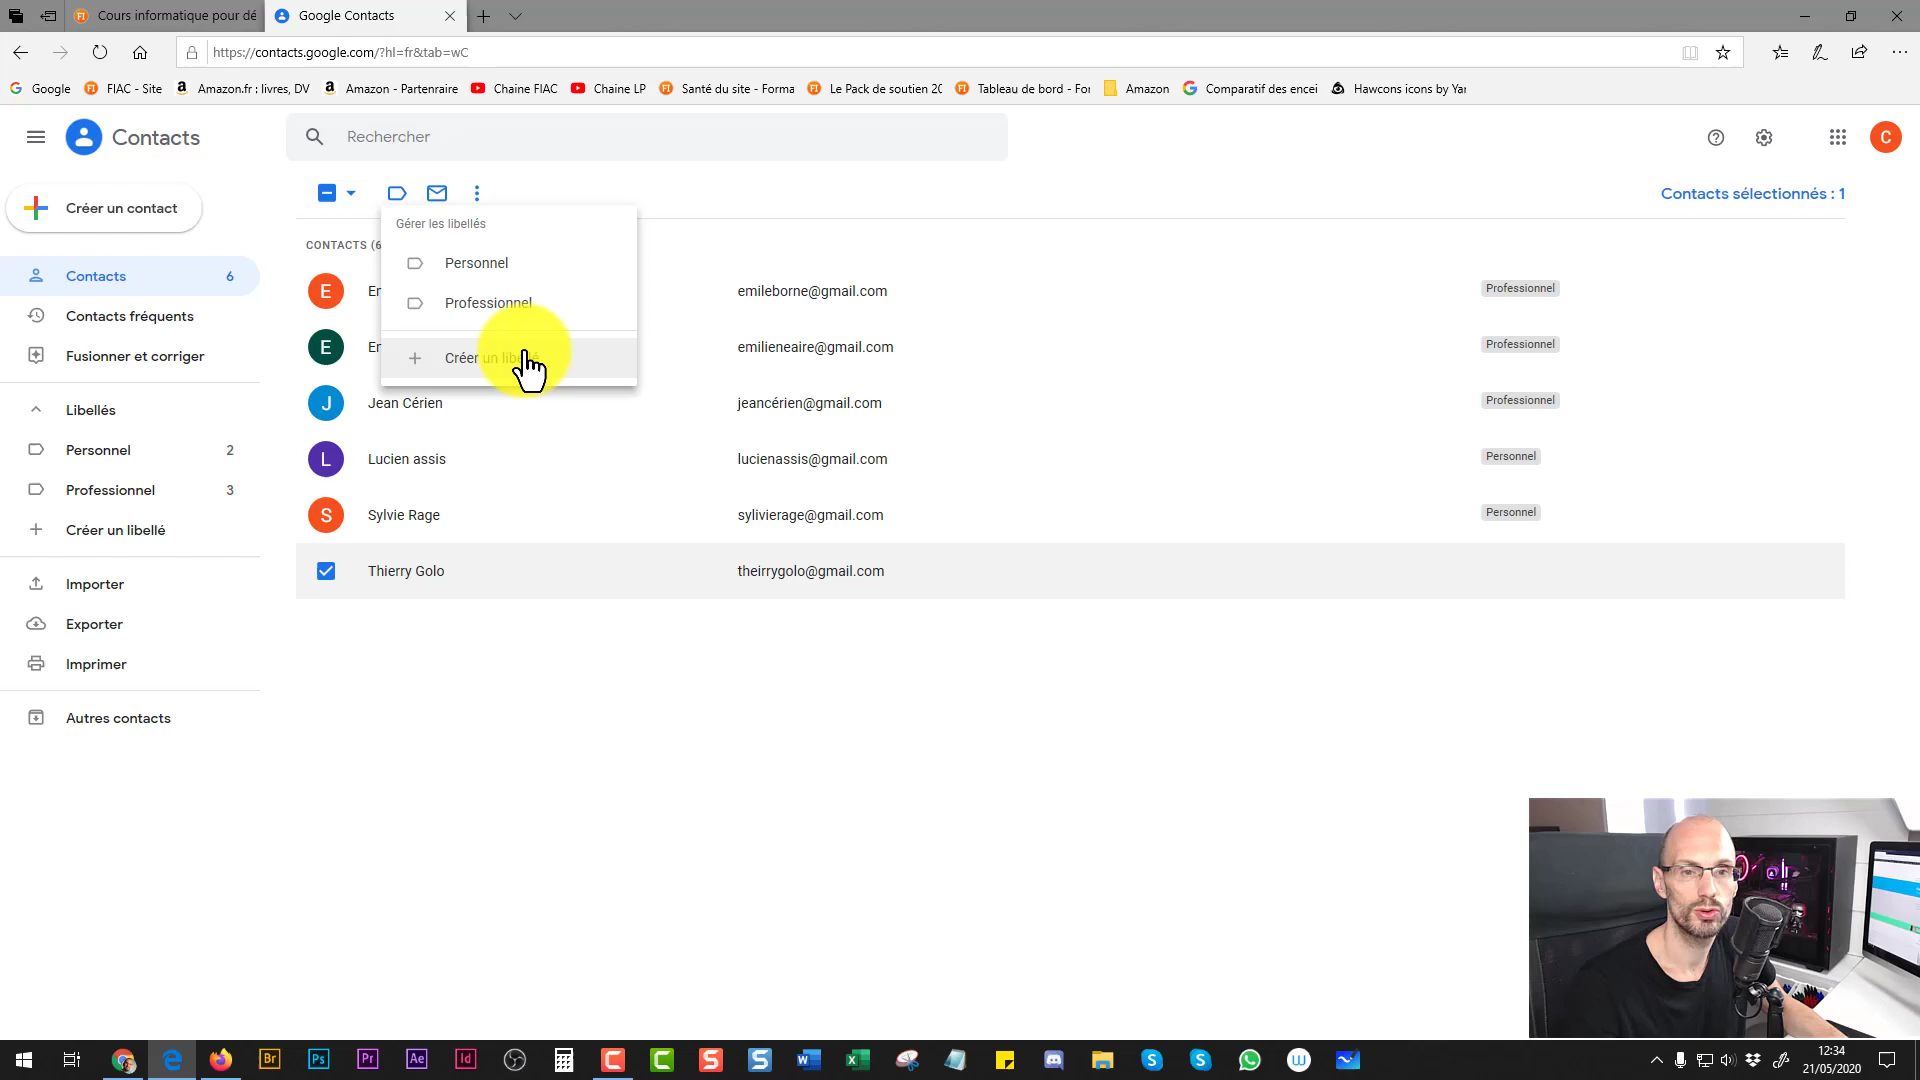 Cours informatique pour dé
Google Contacts
https://contacts.google.com/?hl=fr&tab=wC
Google
FIAC - Site
Amazon.fr : livres, DV
Amazon - Partenaire
Chaine FIAC
Chaine LP
Santé du site - Forma
Le Pack de soutien 20
Tableau de bord - For
Amazon
Comparatif des encei
Hawcons icons by Yar
Contacts
Rechercher
C
Créer un contact
Contacts sélectionnés : 1
Gérer les libellés
Personnel
Professionnel
Créer un libellé
CONTACTS (6
Contacts 6
Contacts fréquents
Fusionner et corriger
Libellés
Personnel 2
Professionnel 3
Créer un libellé
Importer
Exporter
Imprimer
Autres contacts
E emileborne@gmail.com Professionnel
E emilieneaire@gmail.com Professionnel
J Jean Cérien jeancérien@gmail.com Professionnel
L Lucien assis lucienassis@gmail.com Personnel
S Sylvie Rage sylivierage@gmail.com Personnel
Thierry Golo theirrygolo@gmail.com
Br Ps Pr Ae Id
12:34
21/05/2020